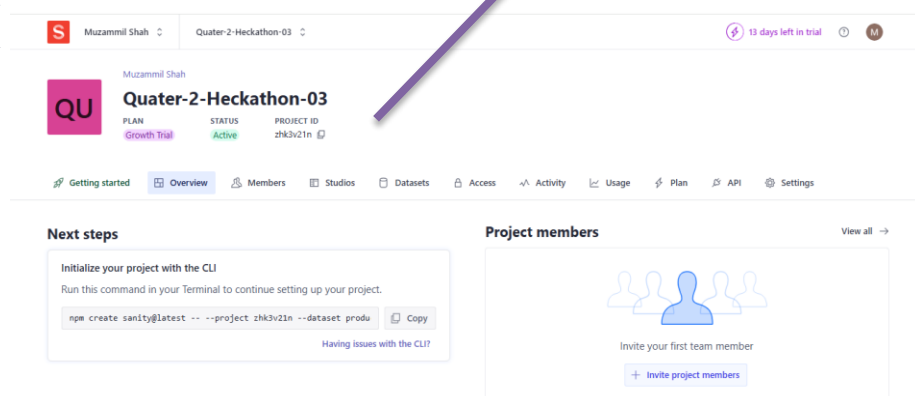 S Muzammil Shah Quater-2-Heckathon-03 13 days left in trial M
Muzammil Shah
QU Quater-2-Heckathon-03
PLAN STATUS PROJECT ID
Growth Trial Active zhk3v21n
Getting started Overview Members Studios Datasets Access Activity Usage Plan API Settings
Next steps
Project members View all →
Initialize your project with the CLI
Run this command in your Terminal to continue setting up your project.
npm create sanity@latest -- --project zhk3v21n --dataset produ Copy
Having issues with the CLI?
Invite your first team member
+ Invite project members